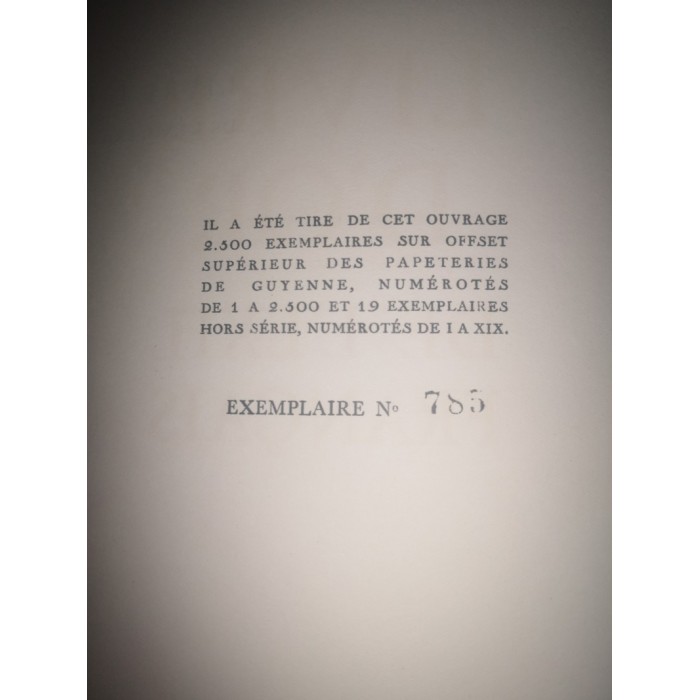 IL A ÉTÉ TIRE DE CET OUVRAGE
2.500 EXEMPLAIRES SUR OFFSET
SUPÉRIEUR DES PAPETERIES
DE GUYENNE, NUMÉROTÉS
DE 1 A 2.500 ET 19 EXEMPLAIRES
HORS SÉRIE, NUMÉROTÉS DE I A XIX.
EXEMPLAIRE Nº 785